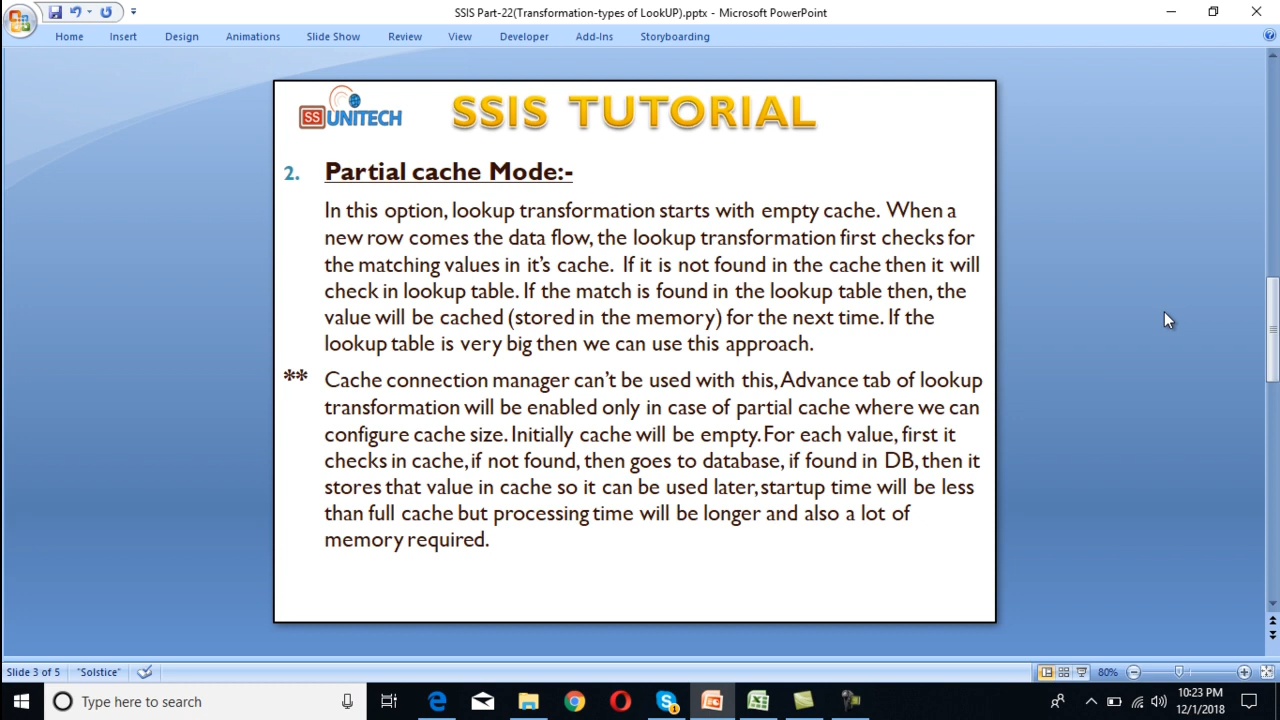 SSIS Part-22(Transformation-types of LookUP).pptx - Microsoft PowerPoint
Home Insert Design Animations Slide Show Review View Developer Add-Ins Storyboarding
SS UNITECH
SSIS TUTORIAL
2. Partial cache Mode:-
In this option, lookup transformation starts with empty cache. When a
new row comes the data flow, the lookup transformation first checks for
the matching values in it's cache. If it is not found in the cache then it will
check in lookup table. If the match is found in the lookup table then, the
value will be cached (stored in the memory) for the next time. If the
lookup table is very big then we can use this approach.
** Cache connection manager can't be used with this, Advance tab of lookup
transformation will be enabled only in case of partial cache where we can
configure cache size. Initially cache will be empty. For each value, first it
checks in cache, if not found, then goes to database, if found in DB, then it
stores that value in cache so it can be used later, startup time will be less
than full cache but processing time will be longer and also a lot of
memory required.
Slide 3 of 5 "Solstice" 80%
Type here to search
10:23 PM
12/1/2018